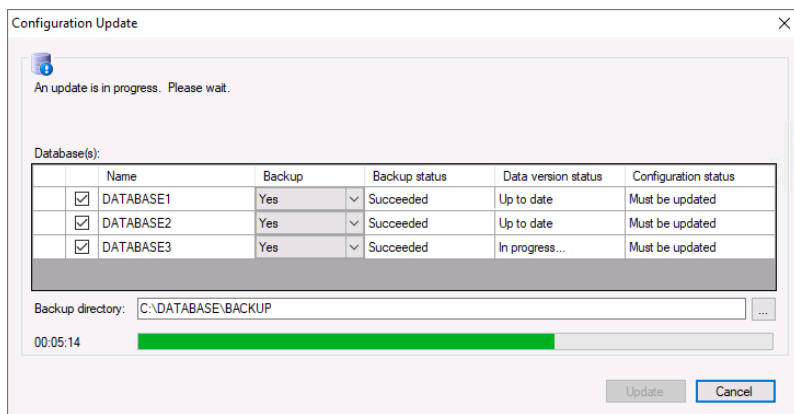 Configuration Update
An update is in progress.  Please wait.
Database(s):
Name Backup Backup status Data version status Configuration status
DATABASE1 Yes Succeeded Up to date Must be updated
DATABASE2 Yes Succeeded Up to date Must be updated
DATABASE3 Yes Succeeded In progress... Must be updated
Backup directory: C:\DATABASE\BACKUP ...
00:05:14
Update Cancel